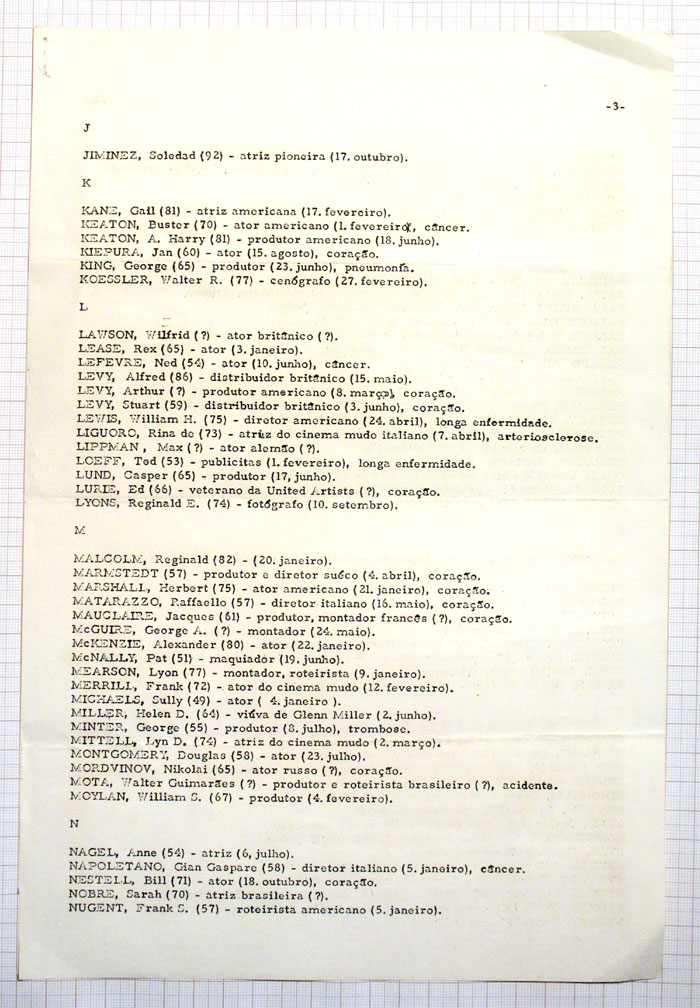 -3-
J
JIMINEZ, Soledad (92) - atriz pioneira (17. outubro).
K
KANE, Gail (81) - atriz americana (17. fevereiro).
KEATON, Buster (70) - ator americano (1. fevereiro), câncer.
KEATON, A. Harry (81) - produtor americano (18. junho).
KIEPURA, Jan (60) - ator (15. agosto), coração.
KING, George (65) - produtor (23. junho), pneumonia.
KOESSLER, Walter R. (77) - cenógrafo (27. fevereiro).
L
LAWSON, Wilfrid (?) - ator britânico (?).
LEASE, Rex (65) - ator (3. janeiro).
LEFEVRE, Ned (54) - ator (10. junho), câncer.
LEVY, Alfred (86) - distribuidor britânico (15. maio).
LEVY, Arthur (?) - produtor americano (8. março), coração.
LEVY, Stuart (59) - distribuidor britânico (3. junho), coração.
LEWIS, William H. (75) - diretor americano (24. abril), longa enfermidade.
LIGUORO, Rina de (73) - atriz do cinema mudo italiano (7. abril), arteriosclerose.
LIPPMAN, Max (?) - ator alemão (?).
LOEFF, Ted (53) - publicitas (1. fevereiro), longa enfermidade.
LUND, Casper (65) - produtor (17, junho).
LURIE, Ed (66) - veterano da United Artists (?), coração.
LYONS, Reginald E. (74) - fotógrafo (10. setembro).
M
MALCOLM, Reginald (82) - (20. janeiro).
MARMSTEDT (57) - produtor e diretor suéco (4. abril), coração.
MARSHALL, Herbert (75) - ator americano (21. janeiro), coração.
MATARAZZO, Raffaello (57) - diretor italiano (16. maio), coração.
MAUCLAIRE, Jacques (61) - produtor, montador francês (?), coração.
McGUIRE, George A. (?) - montador (24. maio).
McKENZIE, Alexander (80) - ator (22. janeiro).
McNALLY, Pat (51) - maquiador (19. junho).
MEARSON, Lyon (77) - montador, roteirista (9. janeiro).
MERRILL, Frank (72) - ator do cinema mudo (12. fevereiro).
MICHAELS, Sully (49) - ator ( 4. janeiro ).
MILLER, Helen D. (64) - viúva de Glenn Miller (2. junho).
MINTER, George (55) - produtor (8. julho), trombose.
MITTELL, Lyn D. (74) - atriz do cinema mudo (2. março).
MONTGOMERY, Douglas (58) - ator (23. julho).
MORDVINOV, Nikolai (65) - ator russo (?), coração.
MOTA, Walter Guimarães (?) - produtor e roteirista brasileiro (?), acidente.
MOYLAN, William S. (67) - produtor (4. fevereiro).
N
NAGEL, Anne (54) - atriz (6, julho).
NAPOLETANO, Gian Gaspare (58) - diretor italiano (5. janeiro), câncer.
NESTELL, Bill (71) - ator (18. outubro), coração.
NOBRE, Sarah (70) - atriz brasileira (?).
NUGENT, Frank S. (57) - roteirista americano (5. janeiro).